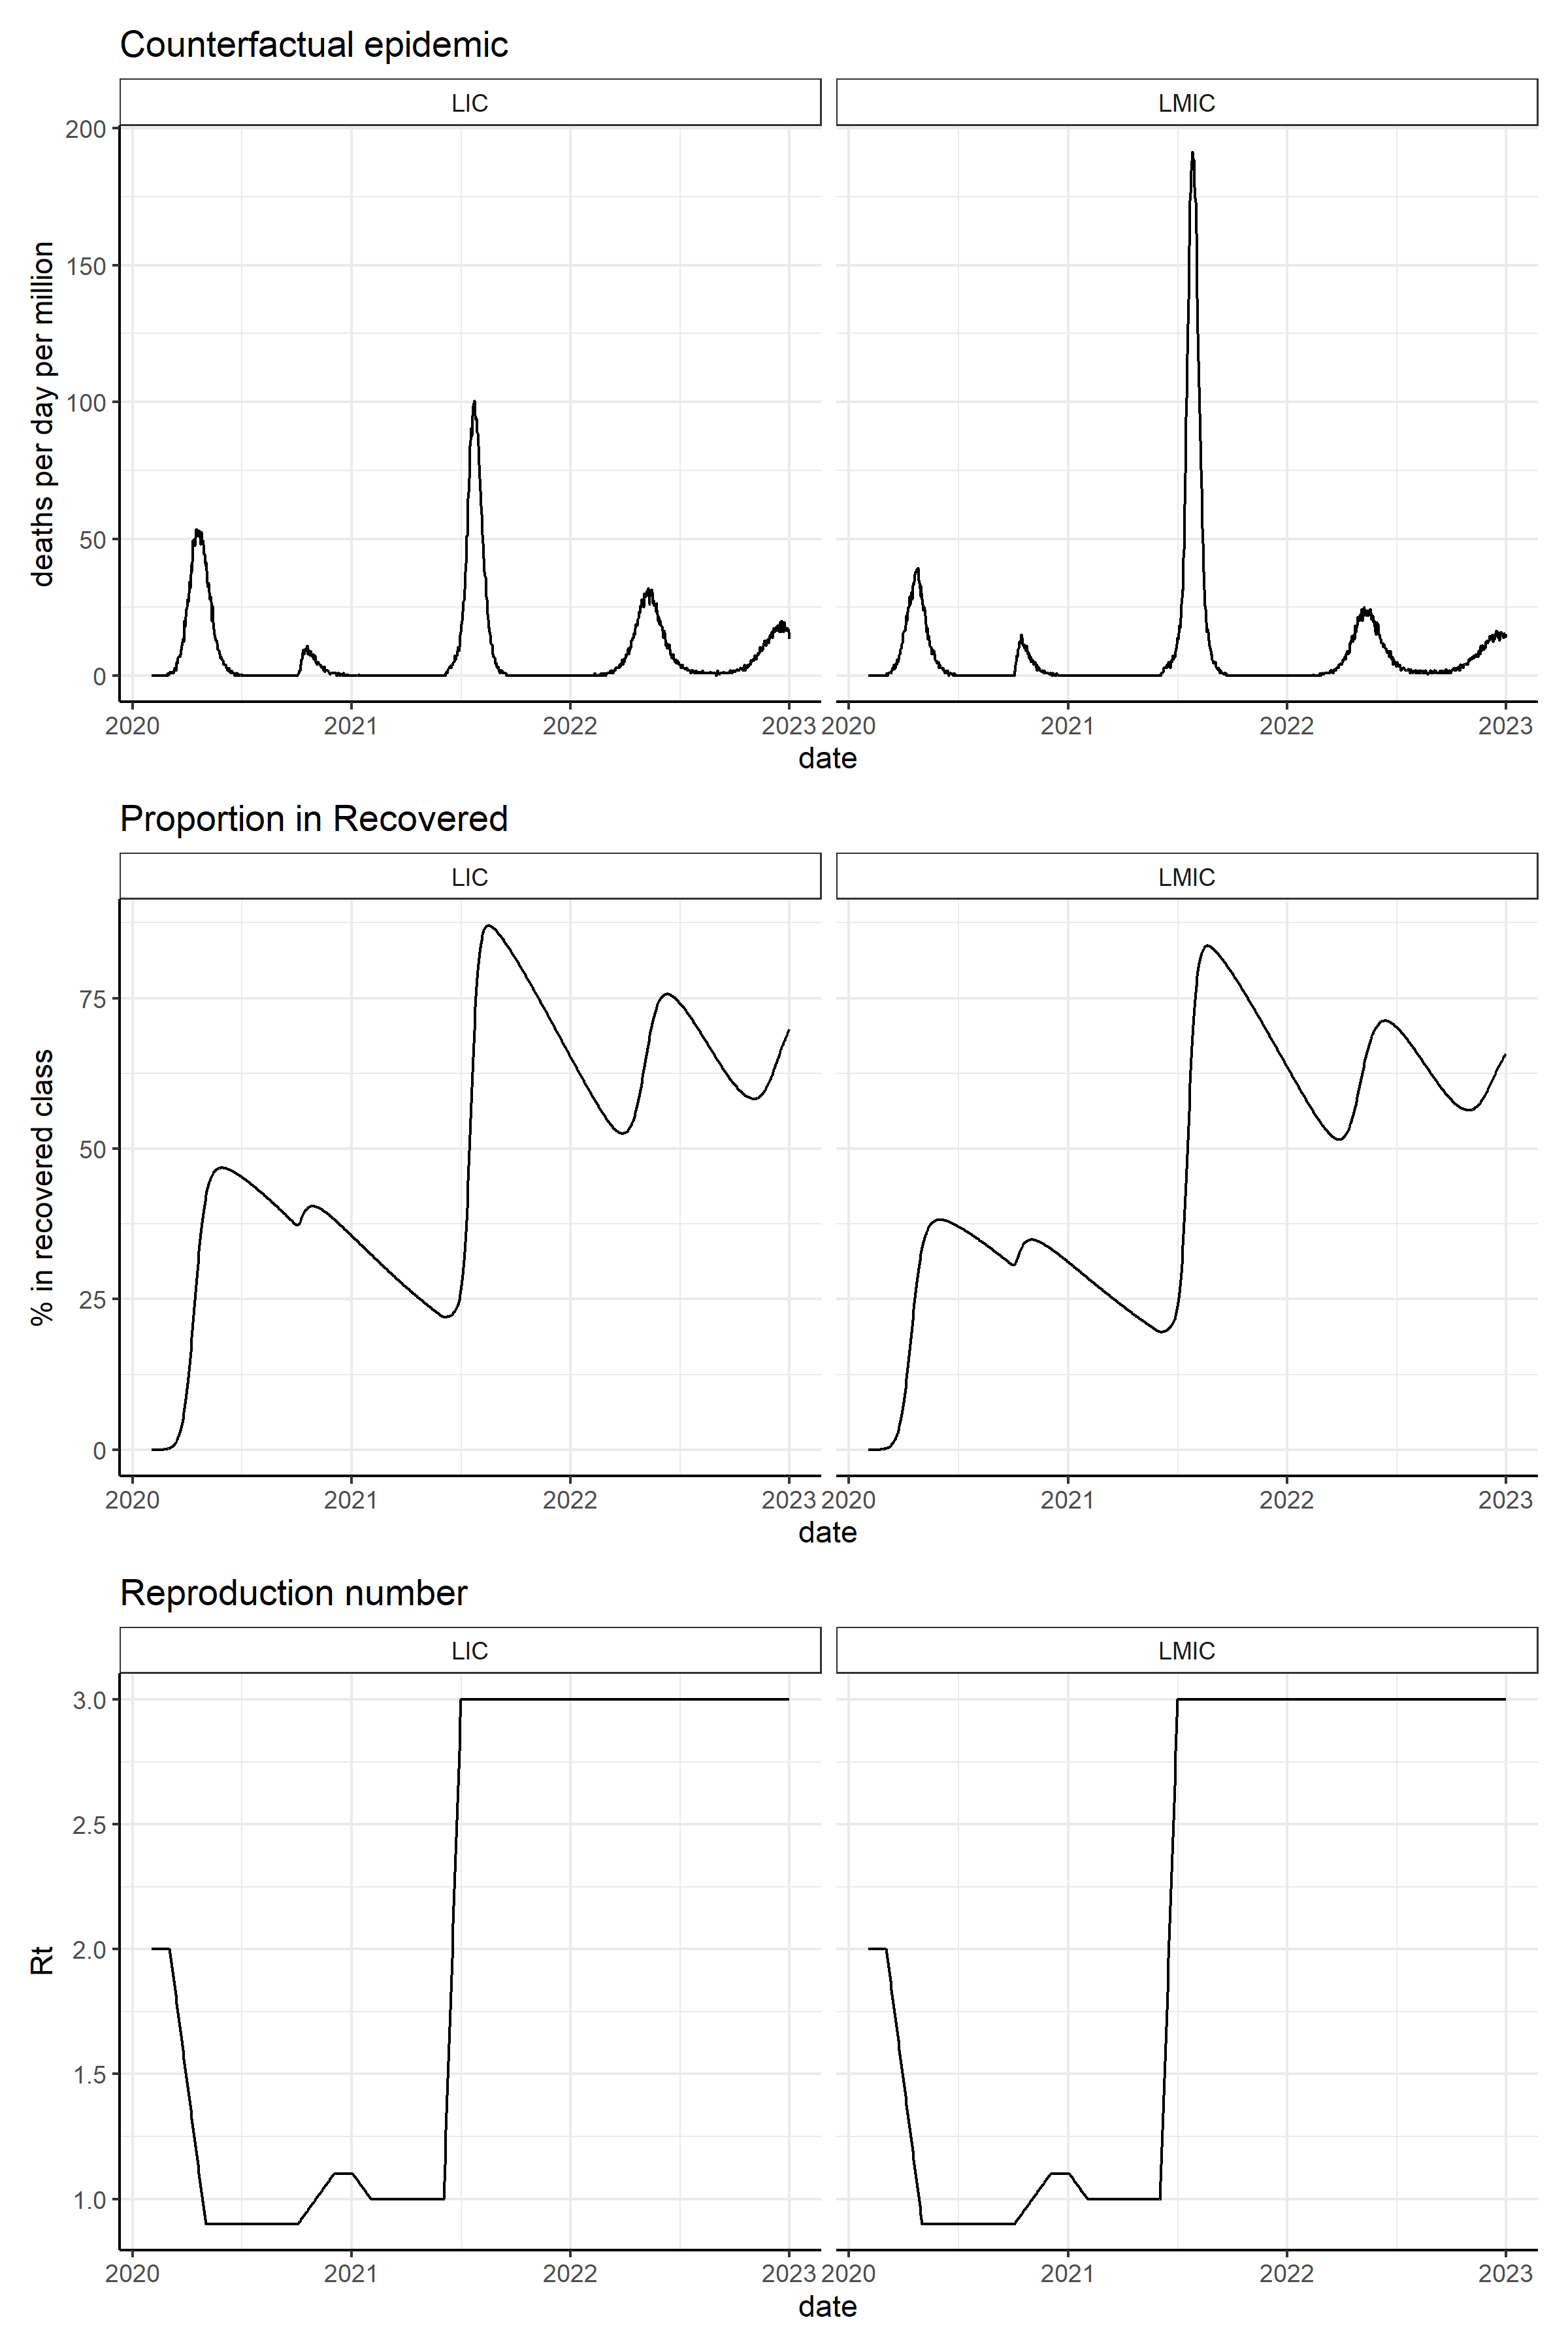 Counterfactual epidemic
LIC
LMIC
deaths per day per million
200
150
100
50
0
2020
2021
2022
2023
2020
2021
2022
2023
date
Proportion in Recovered
LIC
LMIC
% in recovered class
75
50
25
0
2020
2021
2022
2023
2020
2021
2022
2023
date
Reproduction number
LIC
LMIC
Rt
3.0
2.5
2.0
1.5
1.0
2020
2021
2022
2023
2020
2021
2022
2023
date